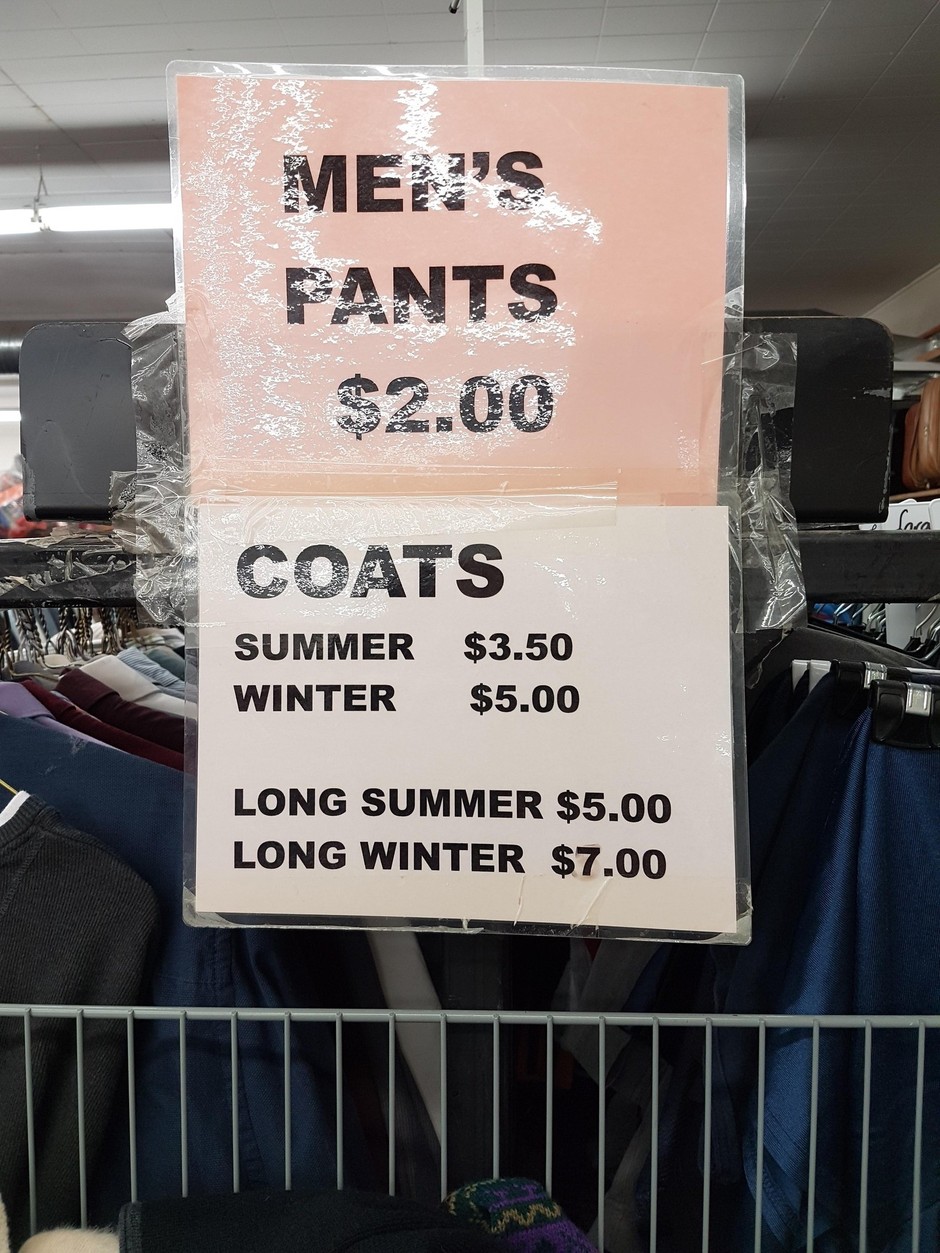 MEN'S
PANTS
$2.00
COATS
SUMMER $3.50
WINTER $5.00
LONG SUMMER $5.00
LONG WINTER $7.00